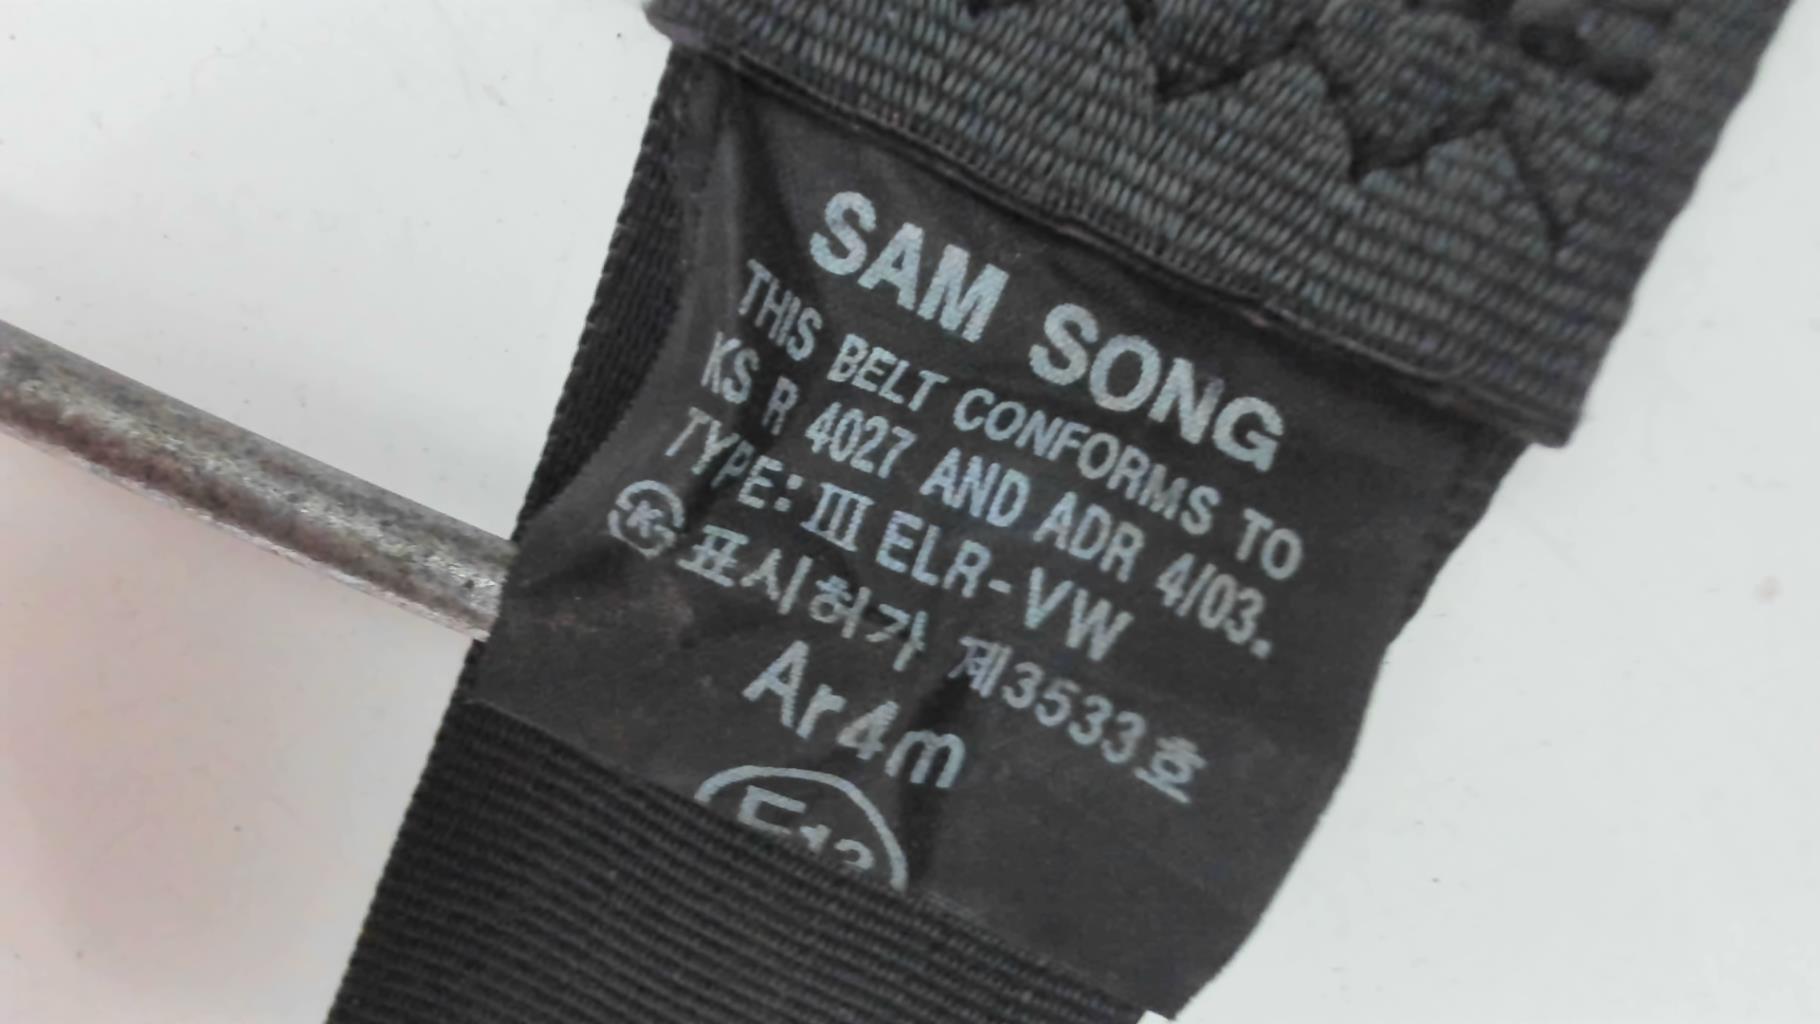 SAM SONG
THIS BELT CONFORMS TO
KS R 4027 AND ADR 4/03.
TYPE: III ELR-VW
K 표시허가 제3533호
Ar4m